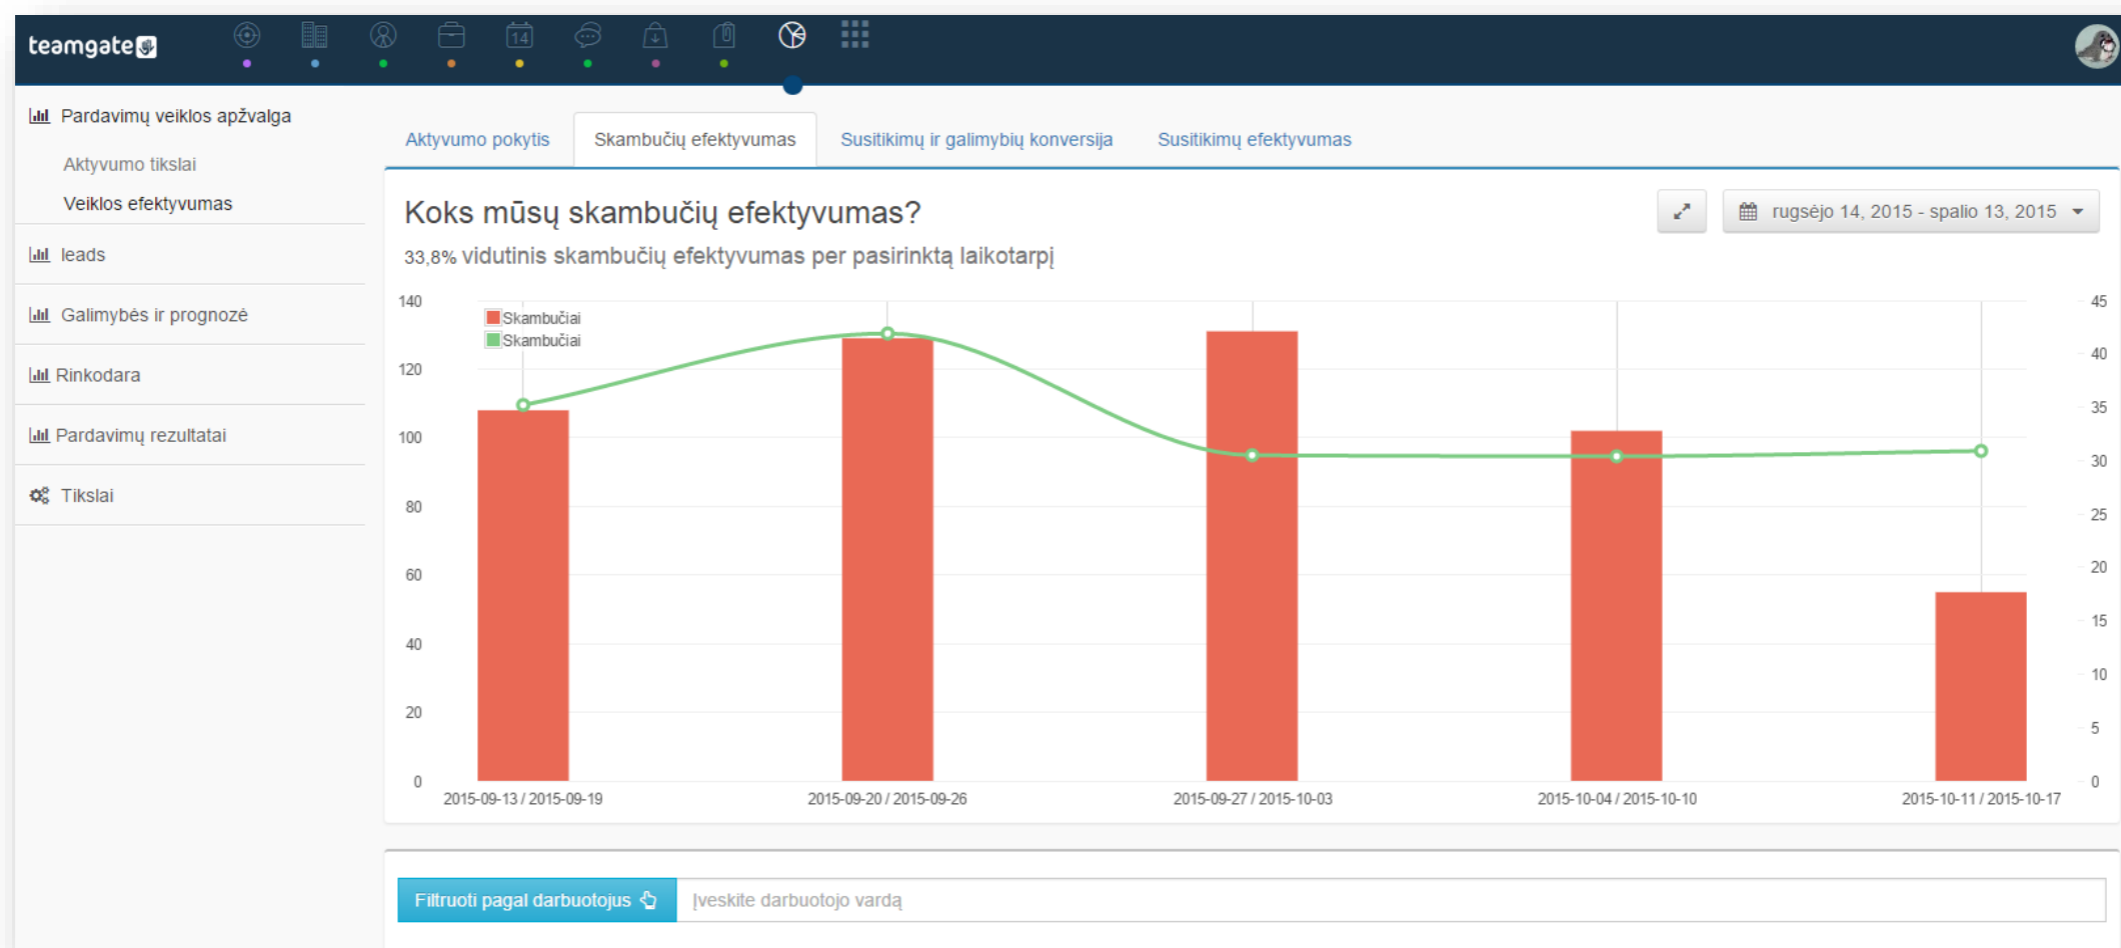 teamgate
14
Pardavimų veiklos apžvalga
Aktyvumo tikslai
Veiklos efektyvumas
leads
Galimybės ir prognozė
Rinkodara
Pardavimų rezultatai
Tikslai
Aktyvumo pokytis
Skambučių efektyvumas
Susitikimų ir galimybių konversija
Susitikimų efektyvumas
Koks mūsų skambučių efektyvumas?
rugsėjo 14, 2015 - spalio 13, 2015
33,8% vidutinis skambučių efektyvumas per pasirinktą laikotarpį
Skambučiai
Skambučiai
140
120
100
80
60
40
20
0
45
40
35
30
25
20
15
10
5
0
2015-09-13 / 2015-09-19
2015-09-20 / 2015-09-26
2015-09-27 / 2015-10-03
2015-10-04 / 2015-10-10
2015-10-11 / 2015-10-17
Filtruoti pagal darbuotojus
Įveskite darbuotojo vardą